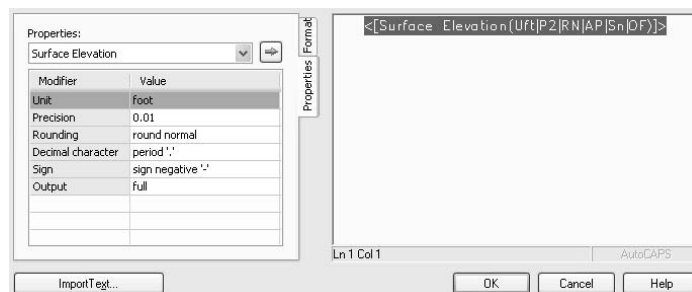 Properties:
Surface Elevation
Modifier Value
Unit foot
Precision 0.01
Rounding round normal
Decimal character period '.'
Sign sign negative '-'
Output full
Format
Properties
<[Surface Elevation(Uft|P2|RN|AP|Sn|OF)]>
Ln 1 Col 1
AutoCAPS
ImportText...
OK Cancel Help